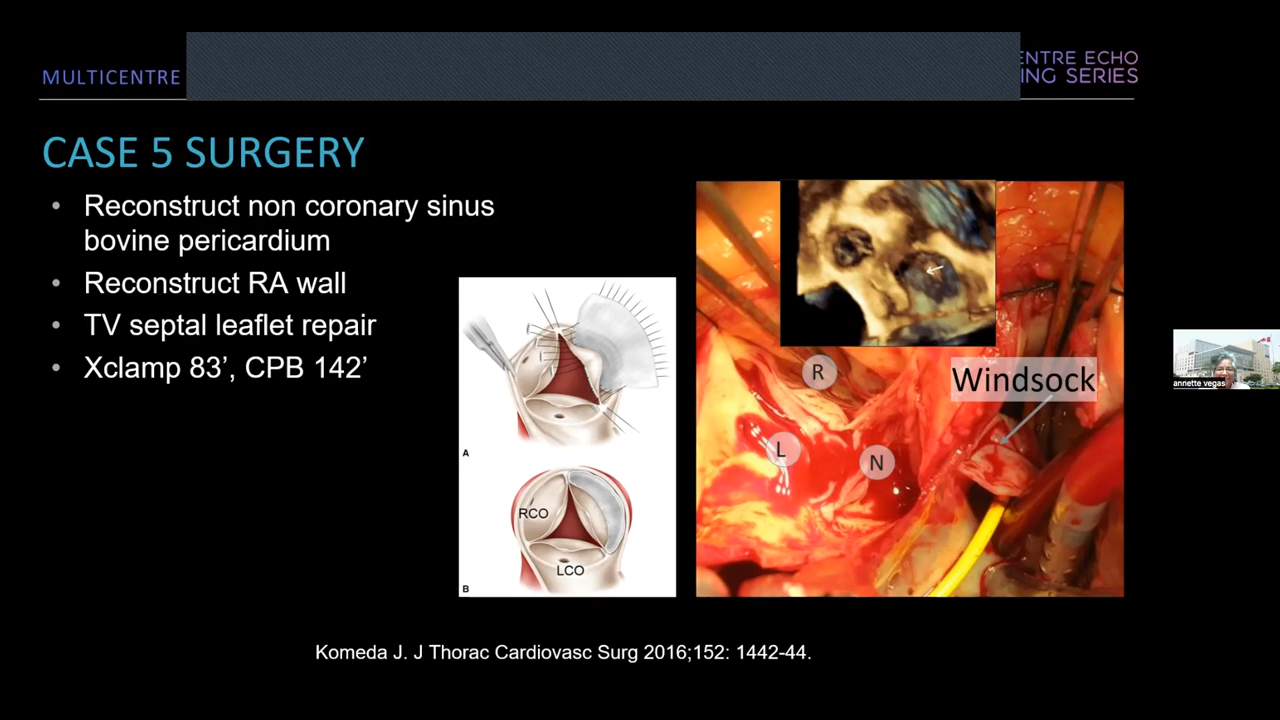 MULTICENTRE
ENTRE ECHO
ING SERIES
CASE 5 SURGERY
• Reconstruct non coronary sinus
bovine pericardium
• Reconstruct RA wall
• TV septal leaflet repair
• Xclamp 83’, CPB 142’
A
RCO
LCO
B
R
L
N
Windsock
annette vegas
Komeda J. J Thorac Cardiovasc Surg 2016;152: 1442-44.